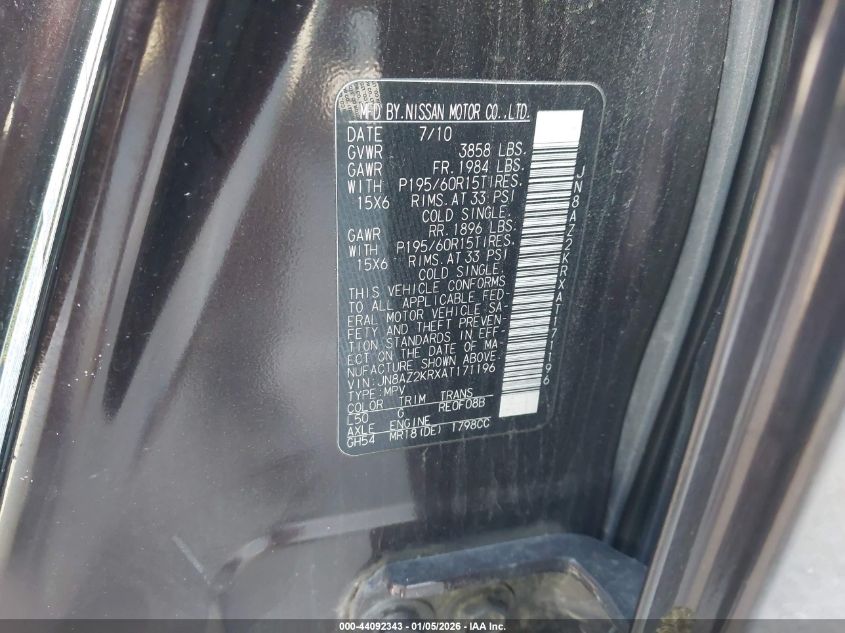 MFD BY. NISSAN MOTOR CO.,LTD.
DATE 7/10
GVWR 3858 LBS.
GAWR FR. 1984 LBS.
WITH P195/60R15TIRES.
15X6 RIMS. AT 33 PSI
COLD SINGLE.
GAWR RR. 1896 LBS.
WITH P195/60R15TIRES.
15X6 RIMS. AT 33 PSI
COLD SINGLE.
THIS VEHICLE CONFORMS
TO ALL APPLICABLE FED-
ERAL MOTOR VEHICLE SA-
FETY AND THEFT PREVEN-
TION STANDARDS IN EFF-
ECT ON THE DATE OF MA-
NUFACTURE SHOWN ABOVE.
VIN: JN8AZ2KRXAT171196
TYPE: MPV
COLOR TRIM TRANS
L50 G RE0F08B
AXLE ENGINE
GH54 MR18(DE) 1798CC
JN8AZ2KRXAT171196
000-44092343 - 01/05/2026 - IAA Inc.